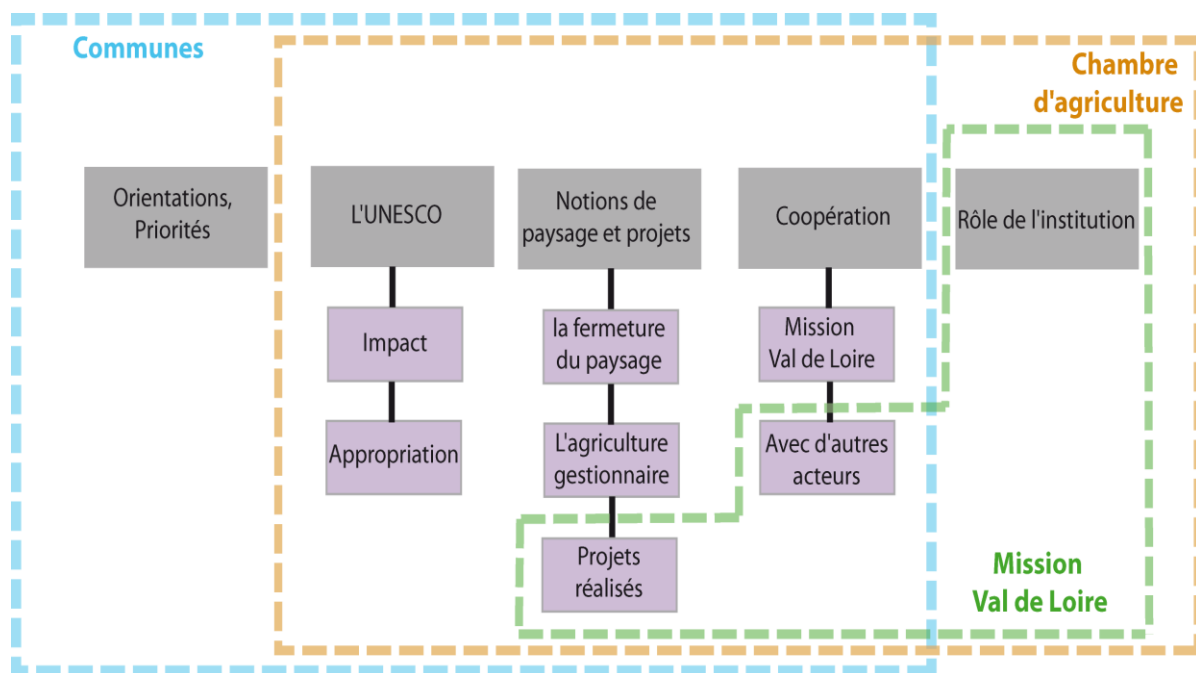 Communes
Chambre
d'agriculture
Orientations,
Priorités
L'UNESCO
Notions de
paysage et projets
Coopération
Rôle de l'institution
Impact
la fermeture
du paysage
Mission
Val de Loire
Appropriation
L'agriculture
gestionnaire
Avec d'autres
acteurs
Projets
réalisés
Mission
Val de Loire